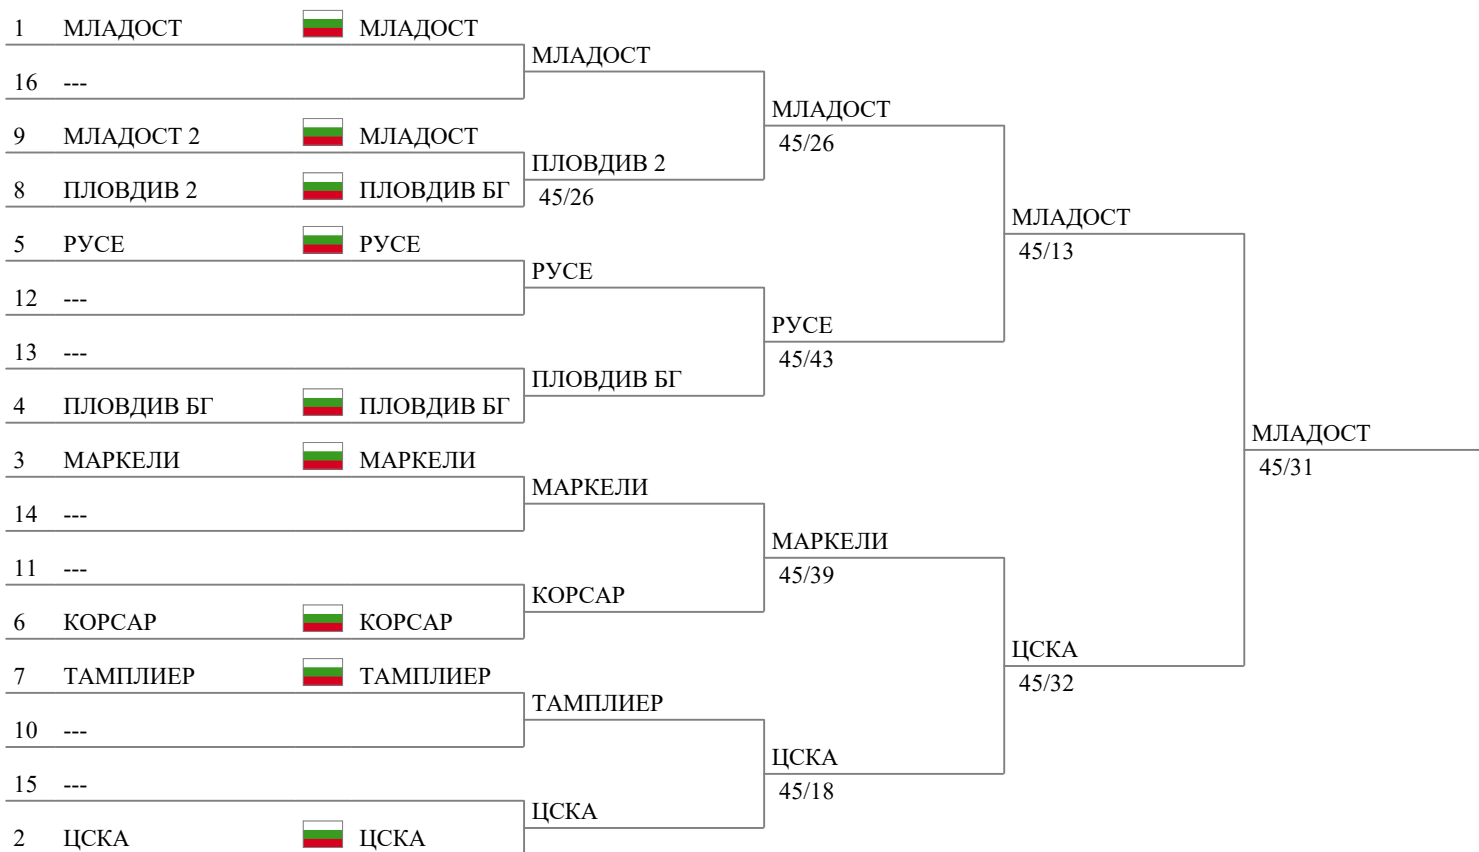 1 МЛАДОСТ МЛАДОСТ
МЛАДОСТ
16 ---
МЛАДОСТ
45/26
9 МЛАДОСТ 2 МЛАДОСТ
ПЛОВДИВ 2
45/26
8 ПЛОВДИВ 2 ПЛОВДИВ БГ
МЛАДОСТ
45/13
5 РУСЕ РУСЕ
РУСЕ
12 ---
РУСЕ
45/43
13 ---
ПЛОВДИВ БГ
4 ПЛОВДИВ БГ ПЛОВДИВ БГ
МЛАДОСТ
45/31
3 МАРКЕЛИ МАРКЕЛИ
МАРКЕЛИ
14 ---
МАРКЕЛИ
45/39
11 ---
КОРСАР
6 КОРСАР КОРСАР
ЦСКА
45/32
7 ТАМПЛИЕР ТАМПЛИЕР
ТАМПЛИЕР
10 ---
ЦСКА
45/18
15 ---
ЦСКА
2 ЦСКА ЦСКА